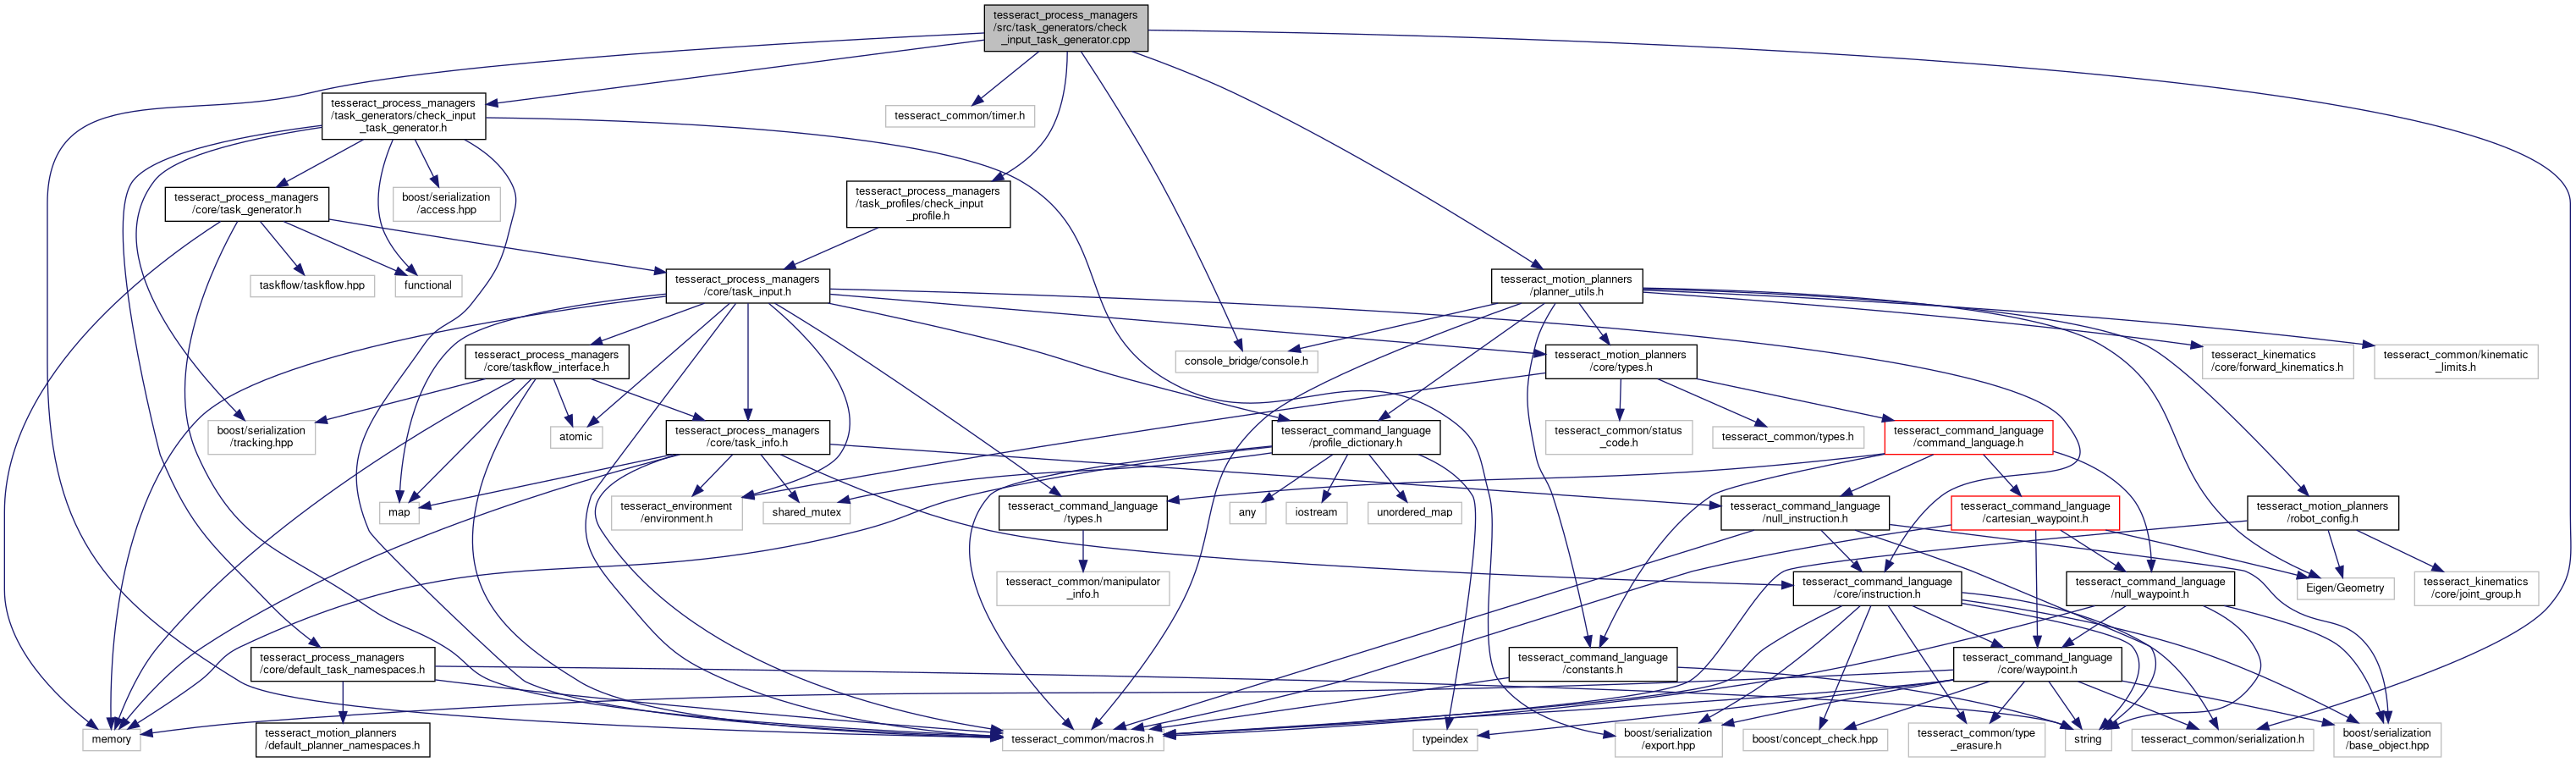 tesseract_process_managers
/src/task_generators/check
_input_task_generator.cpp
tesseract_process_managers
/task_generators/check_input
_task_generator.h
tesseract_common/timer.h
tesseract_process_managers
/core/task_generator.h
boost/serialization
/access.hpp
tesseract_process_managers
/task_profiles/check_input
_profile.h
taskflow/taskflow.hpp
functional
tesseract_process_managers
/core/task_input.h
tesseract_motion_planners
/planner_utils.h
tesseract_process_managers
/core/taskflow_interface.h
console_bridge/console.h
tesseract_motion_planners
/core/types.h
tesseract_kinematics
/core/forward_kinematics.h
tesseract_common/kinematic
_limits.h
boost/serialization
/tracking.hpp
atomic
tesseract_process_managers
/core/task_info.h
tesseract_command_language
/profile_dictionary.h
tesseract_common/status
_code.h
tesseract_common/types.h
tesseract_command_language
/command_language.h
map
tesseract_environment
/environment.h
shared_mutex
tesseract_command_language
/types.h
any
iostream
unordered_map
tesseract_command_language
/null_instruction.h
tesseract_command_language
/cartesian_waypoint.h
tesseract_motion_planners
/robot_config.h
tesseract_common/manipulator
_info.h
tesseract_command_language
/core/instruction.h
tesseract_command_language
/null_waypoint.h
Eigen/Geometry
tesseract_kinematics
/core/joint_group.h
tesseract_process_managers
/core/default_task_namespaces.h
tesseract_command_language
/constants.h
tesseract_command_language
/core/waypoint.h
memory
tesseract_motion_planners
/default_planner_namespaces.h
tesseract_common/macros.h
typeindex
boost/serialization
/export.hpp
boost/concept_check.hpp
tesseract_common/type
_erasure.h
string
tesseract_common/serialization.h
boost/serialization
/base_object.hpp